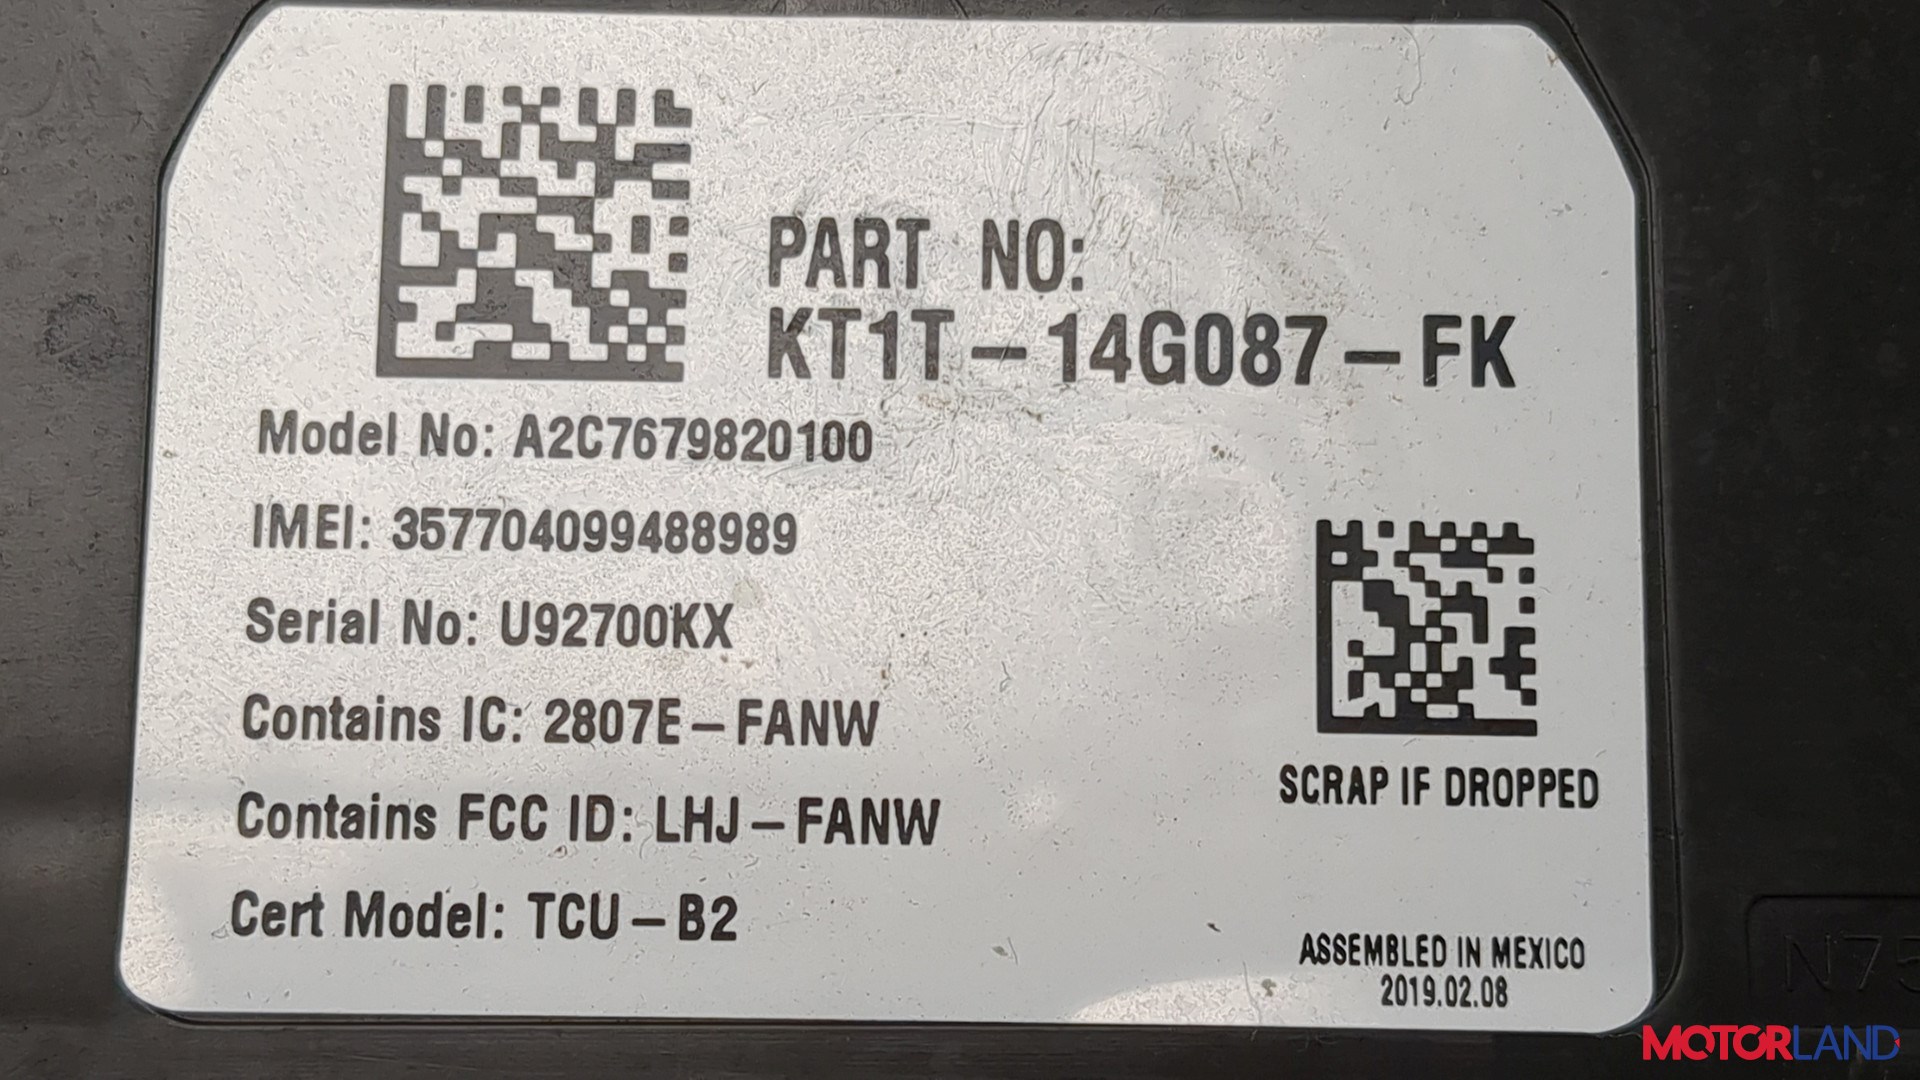 PART NO:
KT1T-14G087-FK
Model No: A2C7679820100
IMEI: 357704099488989
Serial No: U92700KX
Contains IC: 2807E-FANW
Contains FCC ID: LHJ-FANW
Cert Model: TCU-B2
SCRAP IF DROPPED
ASSEMBLED IN MEXICO
2019.02.08
MOTORLAND